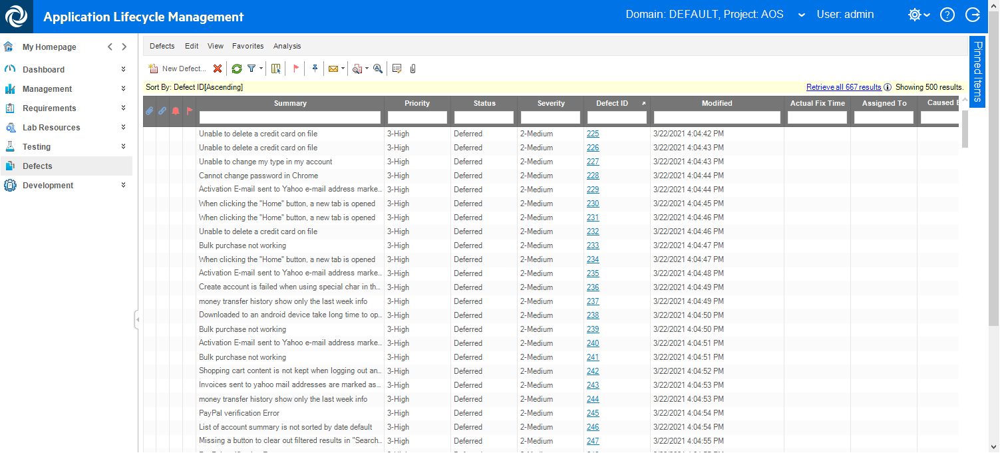 Application Lifecycle Management
Domain: DEFAULT, Project: AOS User: admin
My Homepage
Dashboard
Management
Requirements
Lab Resources
Testing
Defects
Development
Defects Edit View Favorites Analysis
New Defect...
Sort By: Defect ID[Ascending] Retrieve all 667 results Showing 500 results.
Pinned Items
Summary Priority Status Severity Defect ID Modified Actual Fix Time Assigned To Caused
Unable to delete a credit card on file 3-High Deferred 2-Medium 225 3/22/2021 4:04:42 PM
Unable to delete a credit card on file 3-High Deferred 2-Medium 226 3/22/2021 4:04:43 PM
Unable to change my type in my account 3-High Deferred 2-Medium 227 3/22/2021 4:04:43 PM
Cannot change password in Chrome 3-High Deferred 2-Medium 228 3/22/2021 4:04:44 PM
Activation E-mail sent to Yahoo e-mail address marke... 3-High Deferred 2-Medium 229 3/22/2021 4:04:44 PM
When clicking the "Home" button, a new tab is opened 3-High Deferred 2-Medium 230 3/22/2021 4:04:45 PM
When clicking the "Home" button, a new tab is opened 3-High Deferred 2-Medium 231 3/22/2021 4:04:46 PM
Unable to delete a credit card on file 3-High Deferred 2-Medium 232 3/22/2021 4:04:46 PM
Bulk purchase not working 3-High Deferred 2-Medium 233 3/22/2021 4:04:47 PM
When clicking the "Home" button, a new tab is opened 3-High Deferred 2-Medium 234 3/22/2021 4:04:47 PM
Activation E-mail sent to Yahoo e-mail address marke... 3-High Deferred 2-Medium 235 3/22/2021 4:04:48 PM
Create account is failed when using special char in th... 3-High Deferred 2-Medium 236 3/22/2021 4:04:49 PM
money transfer history show only the last week info 3-High Deferred 2-Medium 237 3/22/2021 4:04:49 PM
Downloaded to an android device take long time to op... 3-High Deferred 2-Medium 238 3/22/2021 4:04:50 PM
Bulk purchase not working 3-High Deferred 2-Medium 239 3/22/2021 4:04:50 PM
Activation E-mail sent to Yahoo e-mail address marke... 3-High Deferred 2-Medium 240 3/22/2021 4:04:51 PM
Bulk purchase not working 3-High Deferred 2-Medium 241 3/22/2021 4:04:51 PM
Shopping cart content is not kept when logging out an... 3-High Deferred 2-Medium 242 3/22/2021 4:04:52 PM
Invoices sent to yahoo mail addresses are marked as... 3-High Deferred 2-Medium 243 3/22/2021 4:04:53 PM
money transfer history show only the last week info 3-High Deferred 2-Medium 244 3/22/2021 4:04:53 PM
PayPal verification Error 3-High Deferred 2-Medium 245 3/22/2021 4:04:54 PM
List of account summary is not sorted by date default 3-High Deferred 2-Medium 246 3/22/2021 4:04:54 PM
Missing a button to clear out filtered results in "Search... 3-High Deferred 2-Medium 247 3/22/2021 4:04:55 PM